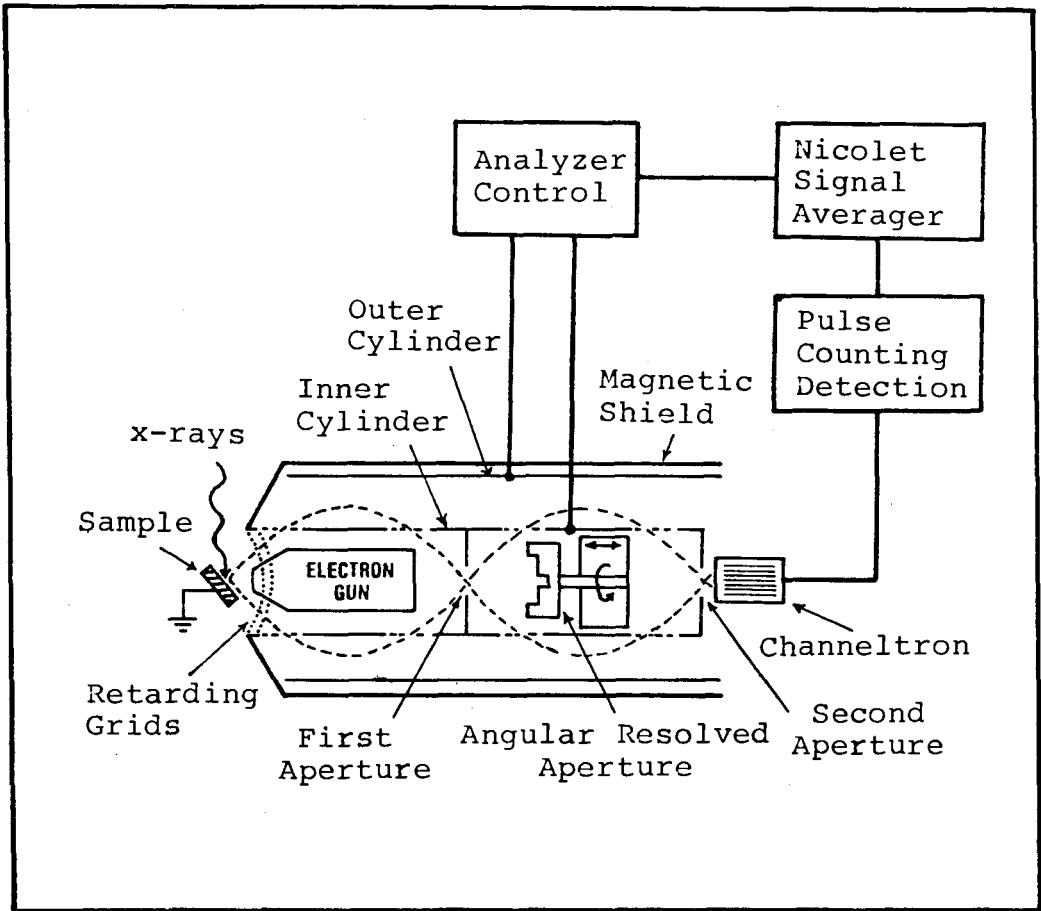 Analyzer
Control
Nicolet
Signal
Averager
Outer
Cylinder
Pulse
Counting
Detection
Inner
Cylinder
Magnetic
Shield
x-rays
Sample
ELECTRON
GUN
Channeltron
Retarding
Grids
First
Aperture
Angular Resolved
Aperture
Second
Aperture